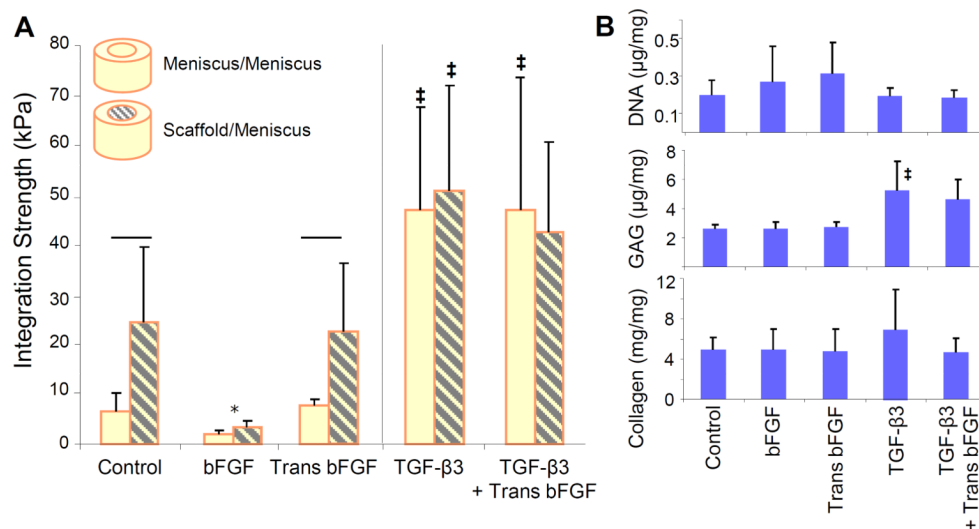 A
Integration Strength (kPa)
80
70
60
50
40
30
20
10
0
Meniscus/Meniscus
Scaffold/Meniscus
‡
‡
‡
*
Control
bFGF
Trans bFGF
TGF-β3
TGF-β3
+ Trans bFGF
B
DNA (μg/mg)
0.5
0.3
0.1
GAG (μg/mg)
8
6
4
2
‡
Collagen (mg/mg)
12
8
4
0
Control
bFGF
Trans bFGF
TGF-β3
TGF-β3
+ Trans bFGF